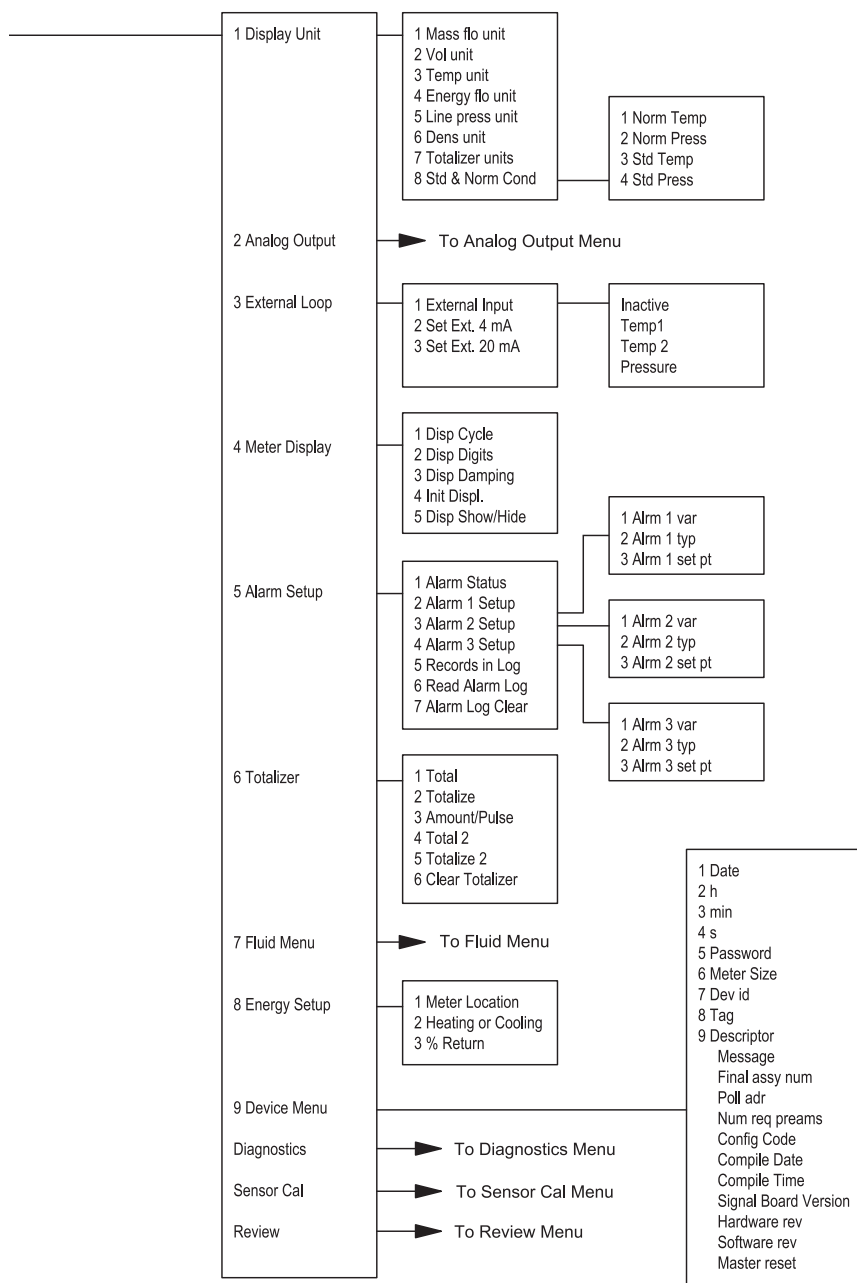 1 Display Unit
1 Mass flo unit
2 Vol unit
3 Temp unit
4 Energy flo unit
5 Line press unit
6 Dens unit
7 Totalizer units
8 Std & Norm Cond
1 Norm Temp
2 Norm Press
3 Std Temp
4 Std Press
2 Analog Output
To Analog Output Menu
3 External Loop
1 External Input
2 Set Ext. 4 mA
3 Set Ext. 20 mA
Inactive
Temp1
Temp 2
Pressure
4 Meter Display
1 Disp Cycle
2 Disp Digits
3 Disp Damping
4 Init Displ.
5 Disp Show/Hide
5 Alarm Setup
1 Alarm Status
2 Alarm 1 Setup
3 Alarm 2 Setup
4 Alarm 3 Setup
5 Records in Log
6 Read Alarm Log
7 Alarm Log Clear
1 Alrm 1 var
2 Alrm 1 typ
3 Alrm 1 set pt
1 Alrm 2 var
2 Alrm 2 typ
3 Alrm 2 set pt
1 Alrm 3 var
2 Alrm 3 typ
3 Alrm 3 set pt
6 Totalizer
1 Total
2 Totalize
3 Amount/Pulse
4 Total 2
5 Totalize 2
6 Clear Totalizer
7 Fluid Menu
To Fluid Menu
8 Energy Setup
1 Meter Location
2 Heating or Cooling
3 % Return
9 Device Menu
1 Date
2 h
3 min
4 s
5 Password
6 Meter Size
7 Dev id
8 Tag
9 Descriptor
Message
Final assy num
Poll adr
Num req preams
Config Code
Compile Date
Compile Time
Signal Board Version
Hardware rev
Software rev
Master reset
Diagnostics
To Diagnostics Menu
Sensor Cal
To Sensor Cal Menu
Review
To Review Menu